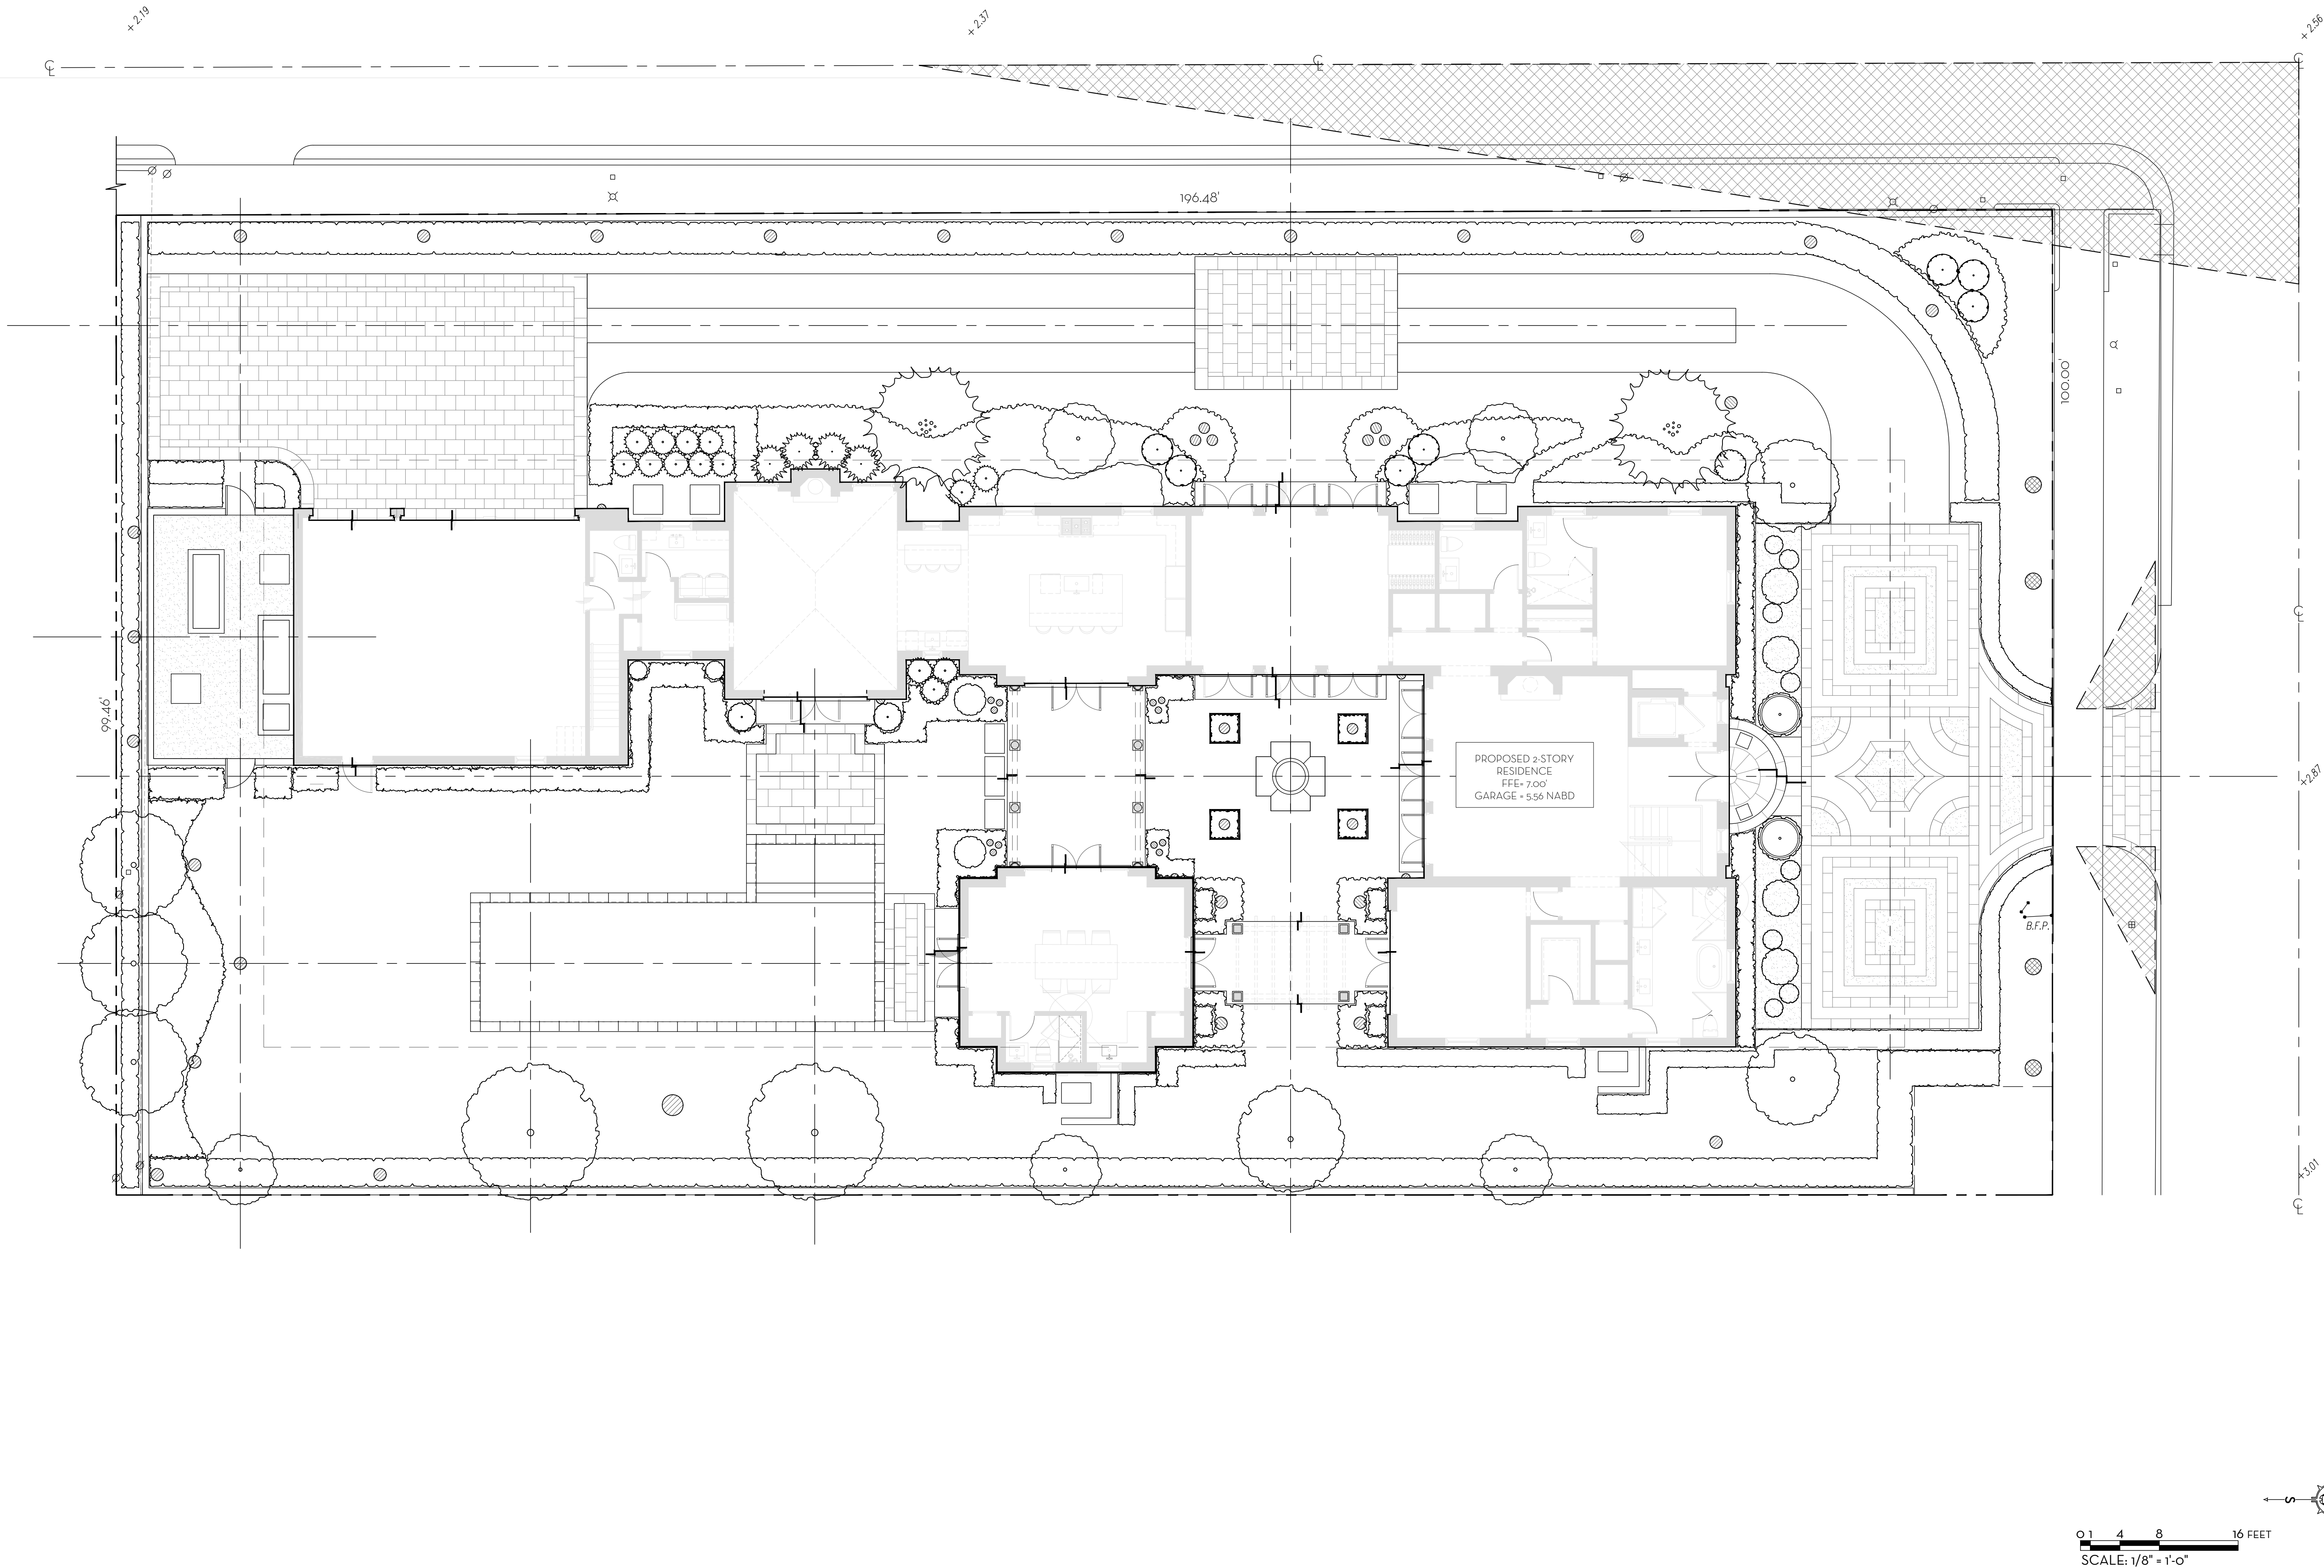 + 2.19
+ 2.37
+ 2.56
℄
℄
℄
196.48'
100.00'
℄
99.46'
PROPOSED 2-STORY
RESIDENCE
FFE= 7.00'
GARAGE = 5.56 NABD
+2.87
B.F.P.
+3.01
℄
S
0 1 4 8 16 FEET
SCALE: 1/8" = 1'-0"